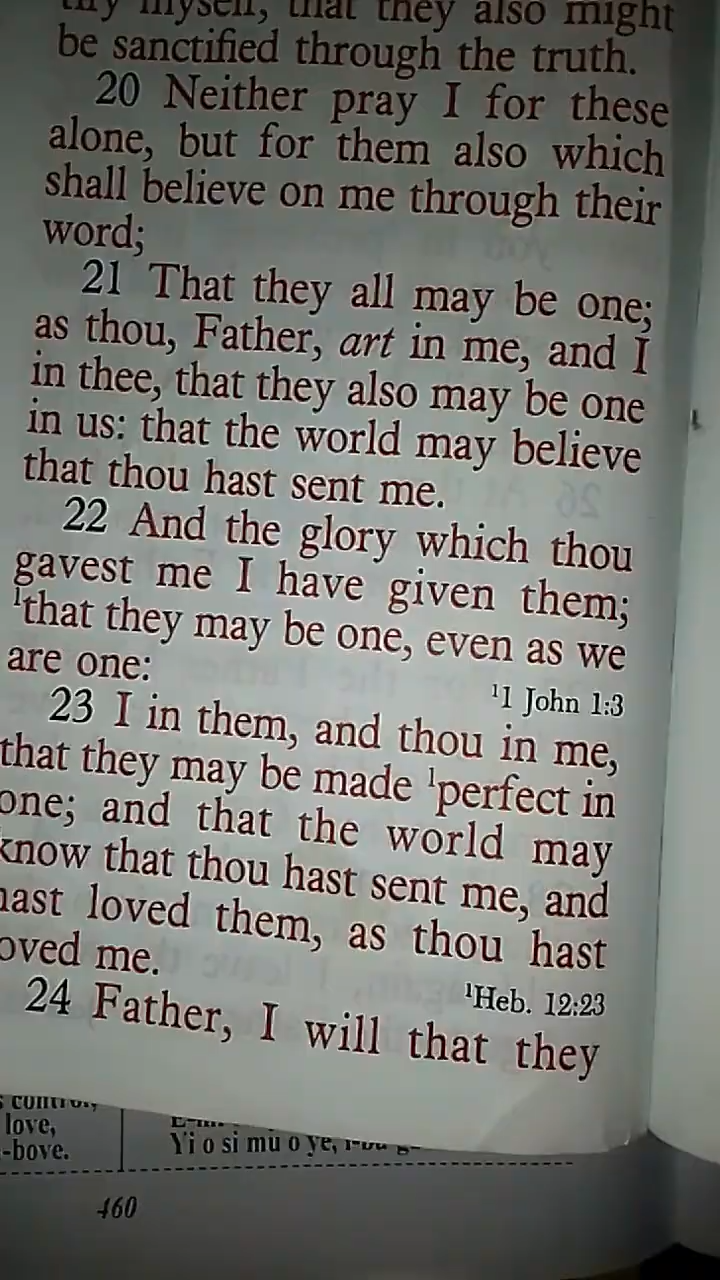 myself, that they also might
be sanctified through the truth.
20 Neither pray I for these
alone, but for them also which
shall believe on me through their
word;
21 That they all may be one;
as thou, Father, art in me, and I
in thee, that they also may be one
in us: that the world may believe
that thou hast sent me.
22 And the glory which thou
gavest me I have given them;
¹that they may be one, even as we
are one:
¹1 John 1:3
23 I in them, and thou in me,
that they may be made ¹perfect in
one; and that the world may
know that thou hast sent me, and
hast loved them, as thou hast
loved me.
¹Heb. 12:23
24 Father, I will that they
love,
-bove.
Yi o si mu o ye,
460